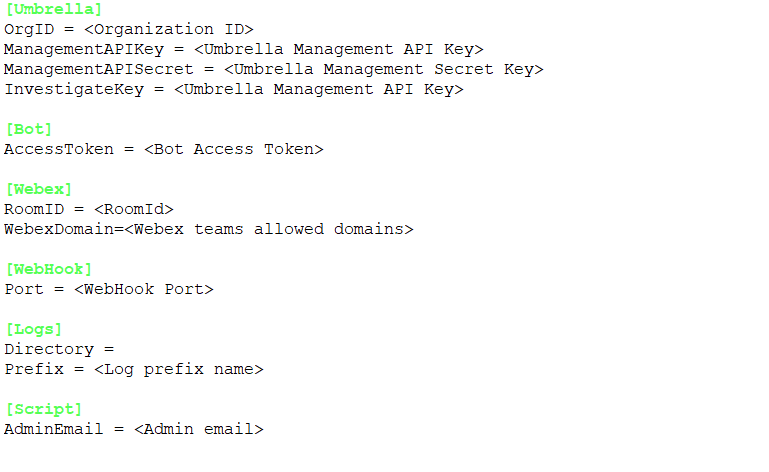 [Umbrella]
OrgID = <Organization ID>
ManagementAPIKey = <Umbrella Management API Key>
ManagementAPISecret = <Umbrella Management Secret Key>
InvestigateKey = <Umbrella Management API Key>
[Bot]
AccessToken = <Bot Access Token>
[Webex]
RoomID = <RoomId>
WebexDomain=<Webex teams allowed domains>
[WebHook]
Port = <WebHook Port>
[Logs]
Directory =
Prefix = <Log prefix name>
[Script]
AdminEmail = <Admin email>